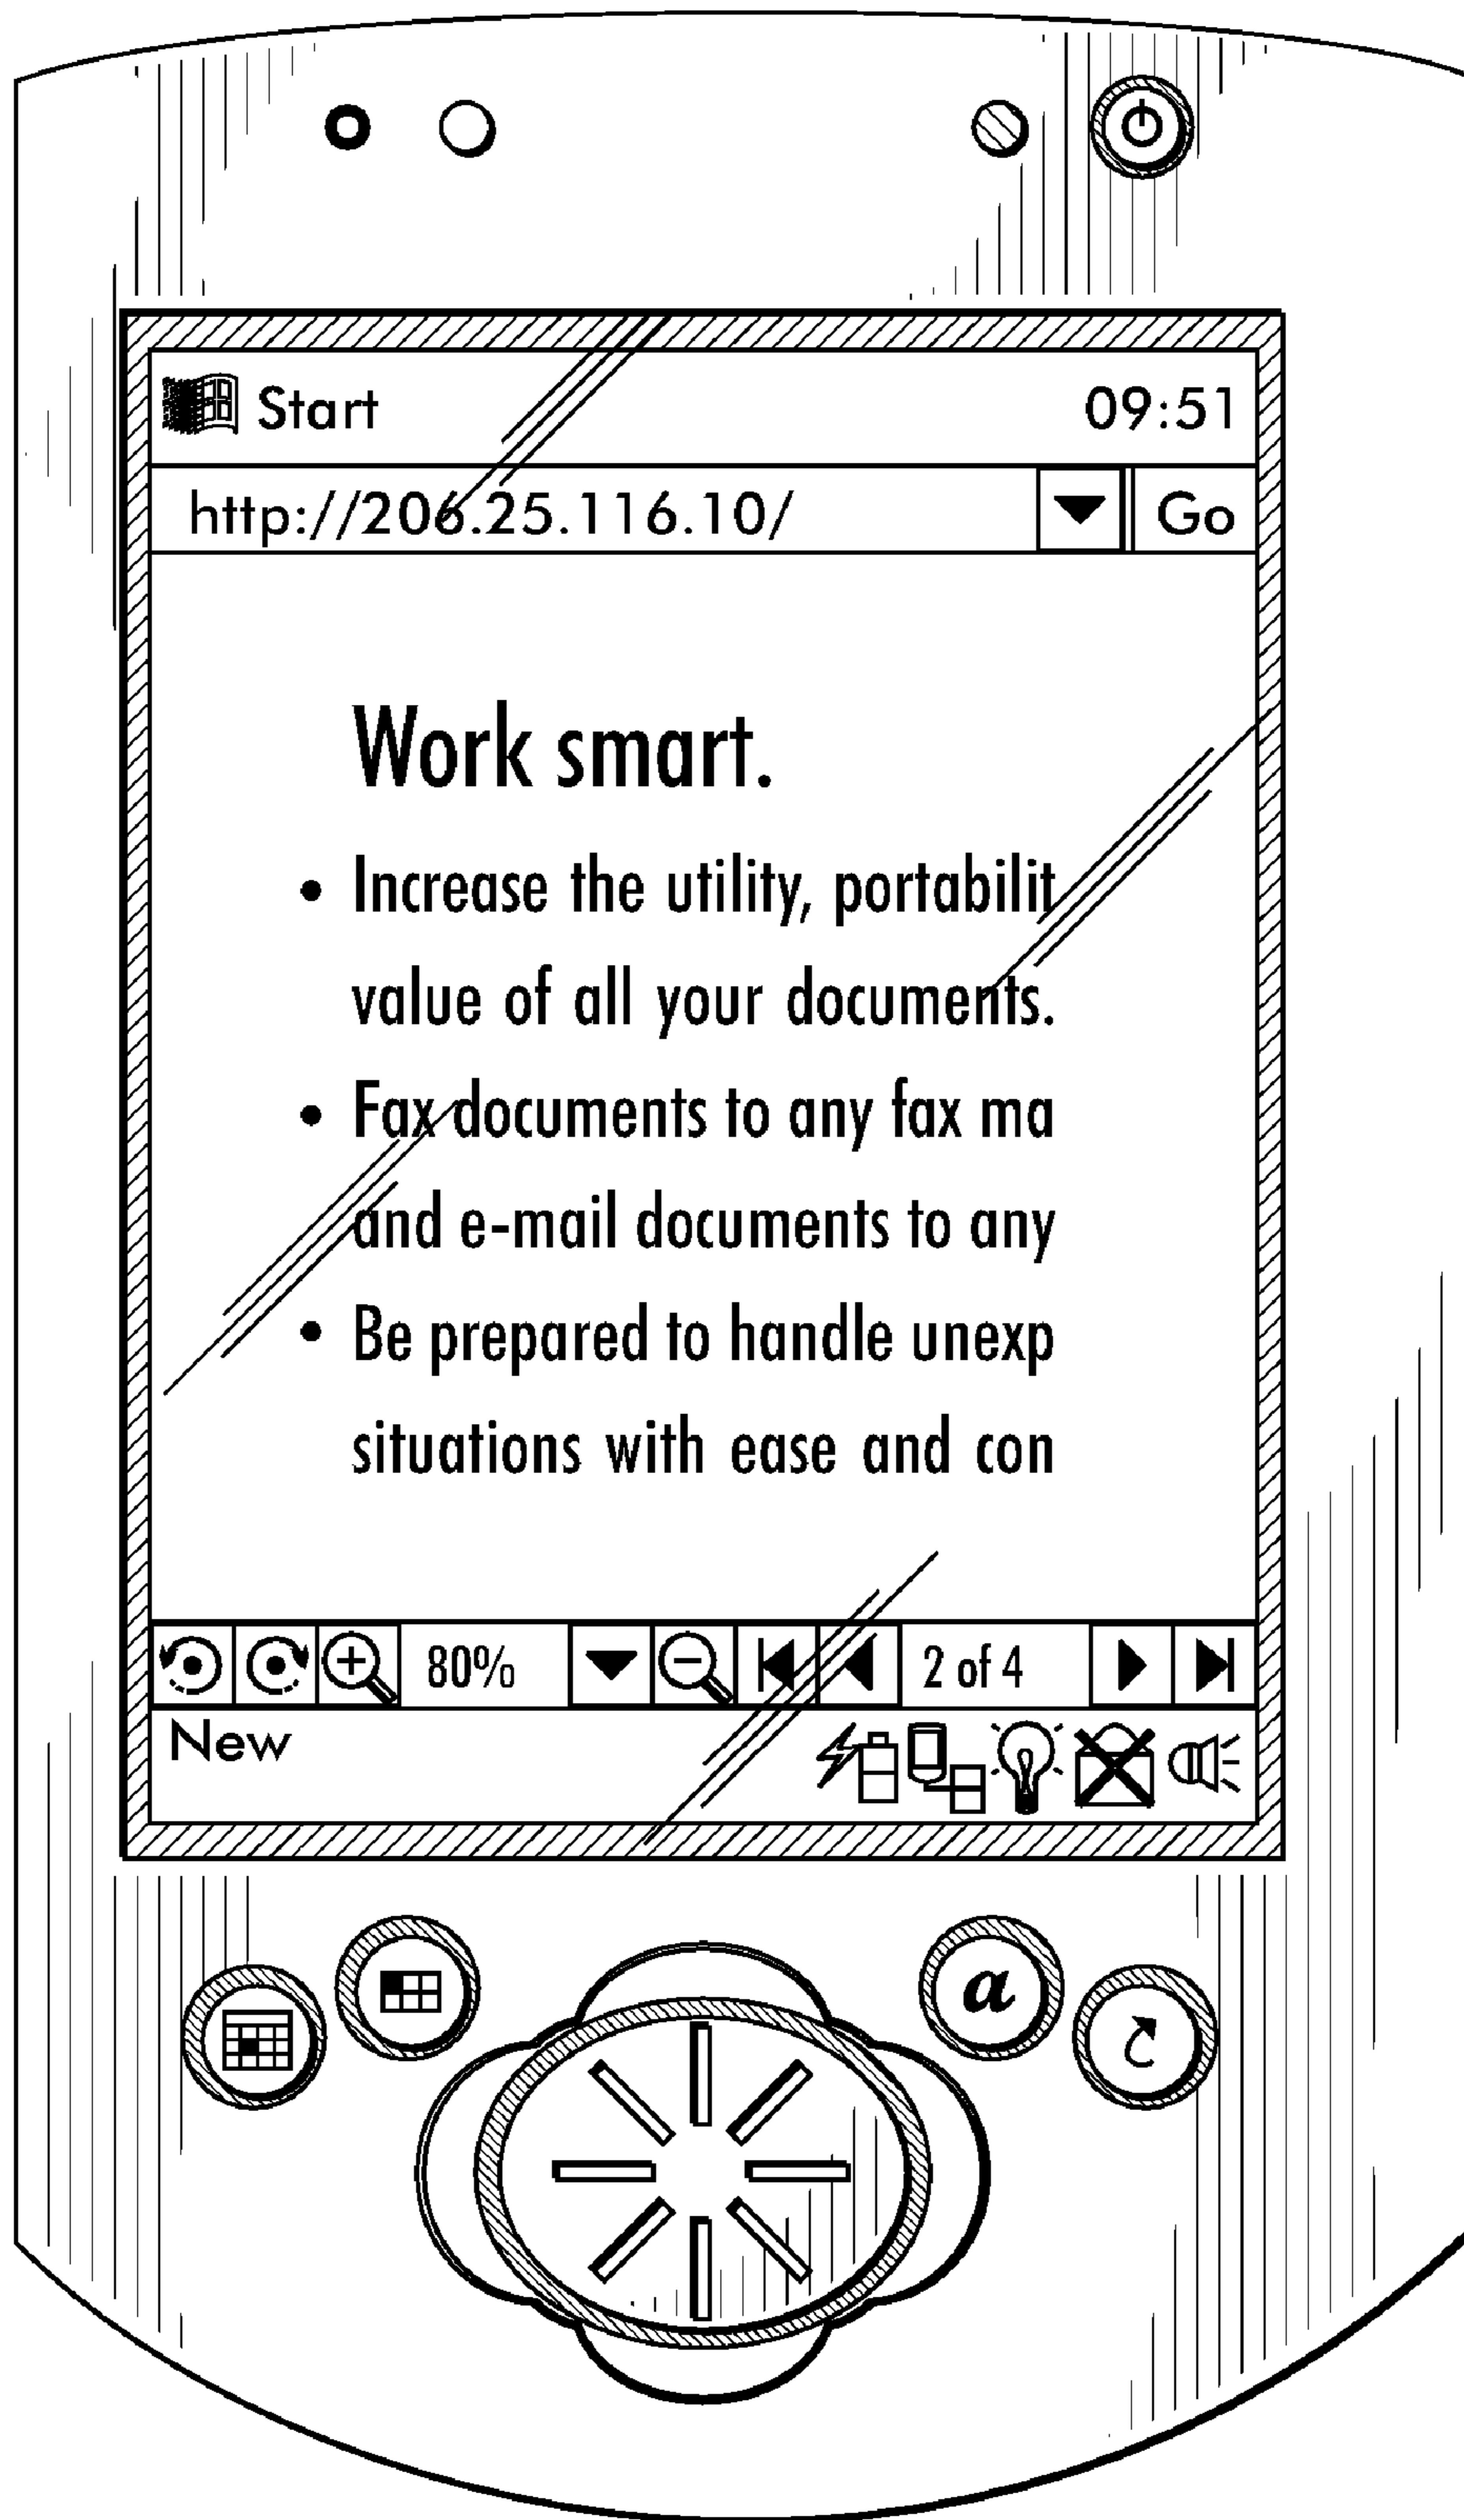 Start 09:51
http://206.25.116.10/ Go
Work smart.
• Increase the utility, portabilit
value of all your documents.
• Fax documents to any fax ma
and e-mail documents to any
• Be prepared to handle unexp
situations with ease and con
80% 2 of 4
New
a